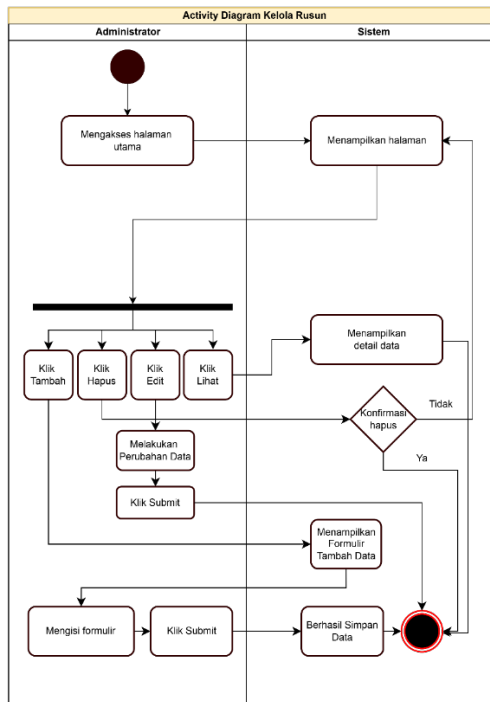 Activity Diagram Kelola Rusun
Administrator
Sistem
Mengakses halaman
utama
Menampilkan halaman
Klik
Tambah
Klik
Hapus
Klik
Edit
Klik
Lihat
Menampilkan
detail data
Konfirmasi
hapus
Tidak
Ya
Melakukan
Perubahan Data
Klik Submit
Menampilkan
Formulir
Tambah Data
Mengisi formulir
Klik Submit
Berhasil Simpan
Data